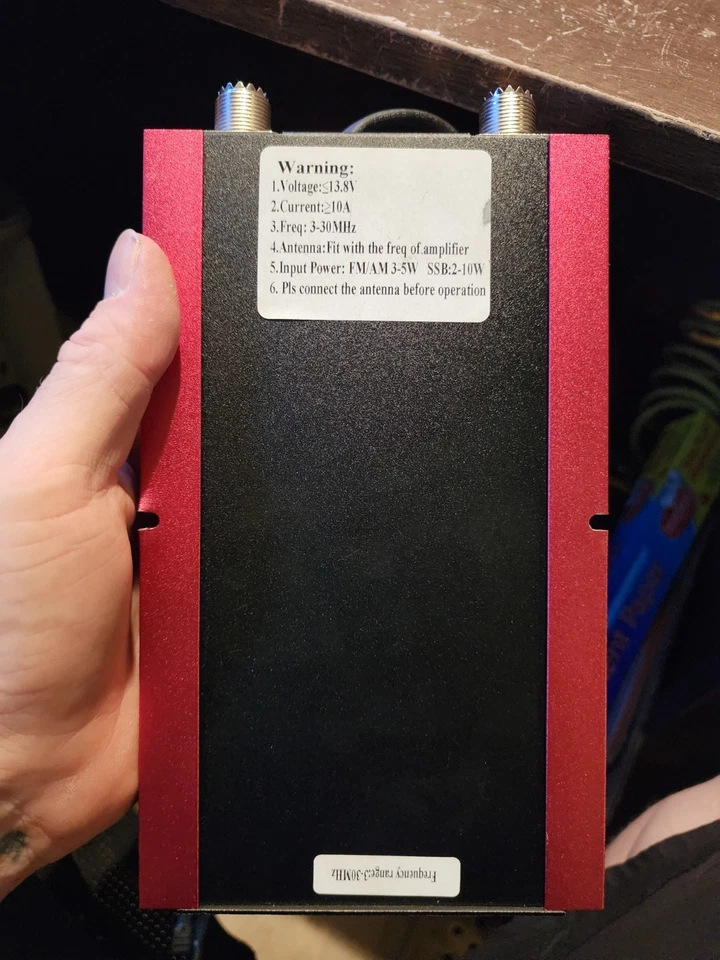 Warning:
1.Voltage:≤13.8V
2.Current:≥10A
3.Freq: 3-30MHz
4.Antenna:Fit with the freq of amplifier
5.Input Power: FM/AM 3-5W SSB:2-10W
6. Pls connect the antenna before operation
Frequency range:3-30MHz